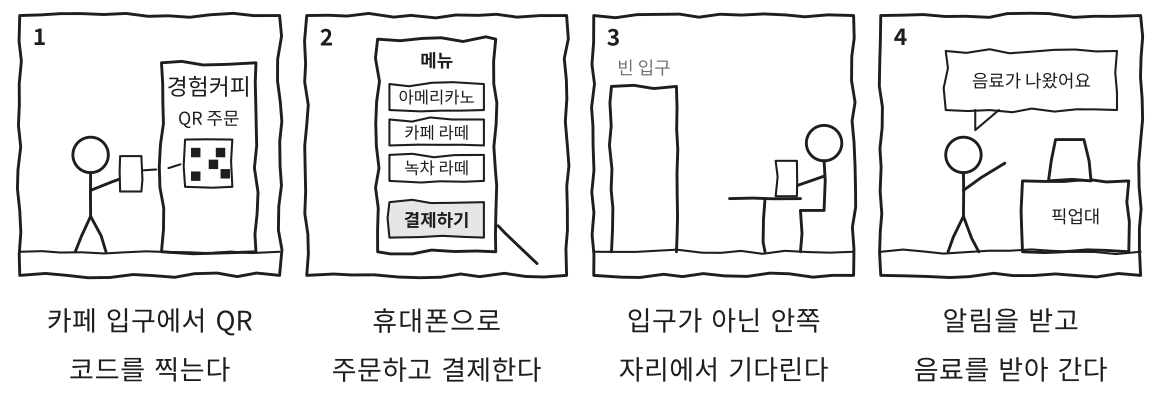 1
경험커피
QR 주문
카페 입구에서 QR
코드를 찍는다
2
메뉴
아메리카노
카페 라떼
녹차 라떼
결제하기
휴대폰으로
주문하고 결제한다
3
빈 입구
입구가 아닌 안쪽
자리에서 기다린다
4
음료가 나왔어요
픽업대
알림을 받고
음료를 받아 간다